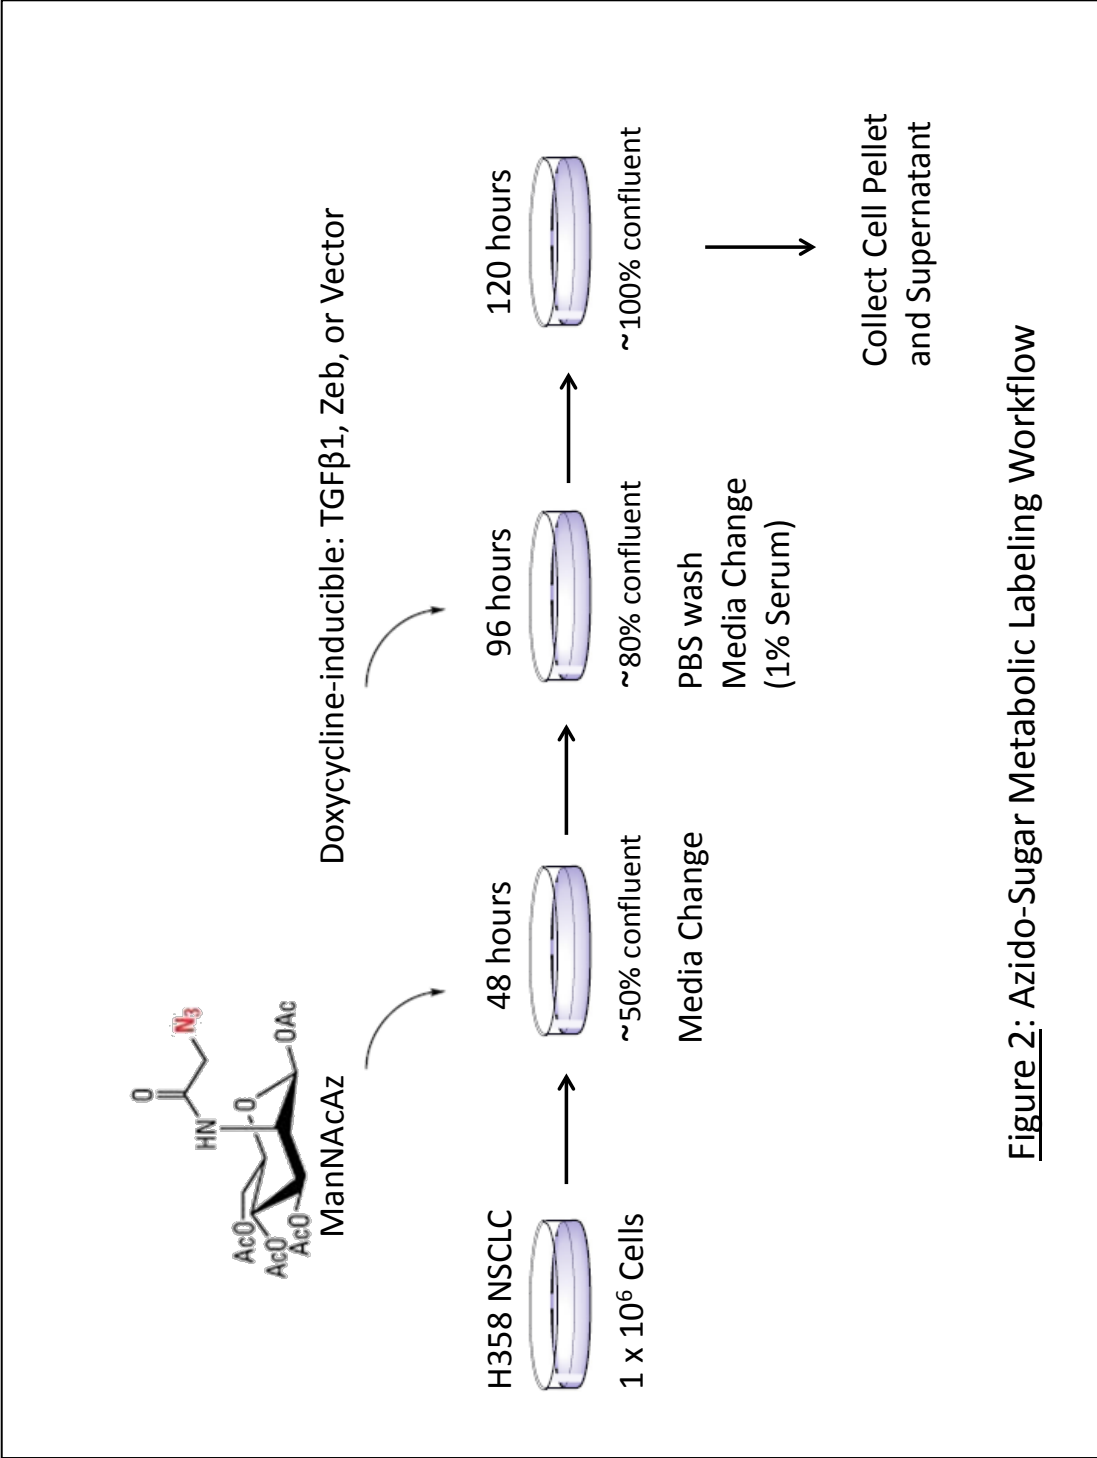 O
HN
N3
AcO
O
AcO
AcO
OAc
ManNAcAz
Doxycycline-inducible: TGFβ1, Zeb, or Vector
H358 NSCLC
48 hours
96 hours
120 hours
1 x 10⁶ Cells
~50% confluent
~80% confluent
~100% confluent
Media Change
PBS wash
Media Change
(1% Serum)
Collect Cell Pellet
and Supernatant
Figure 2: Azido-Sugar Metabolic Labeling Workflow